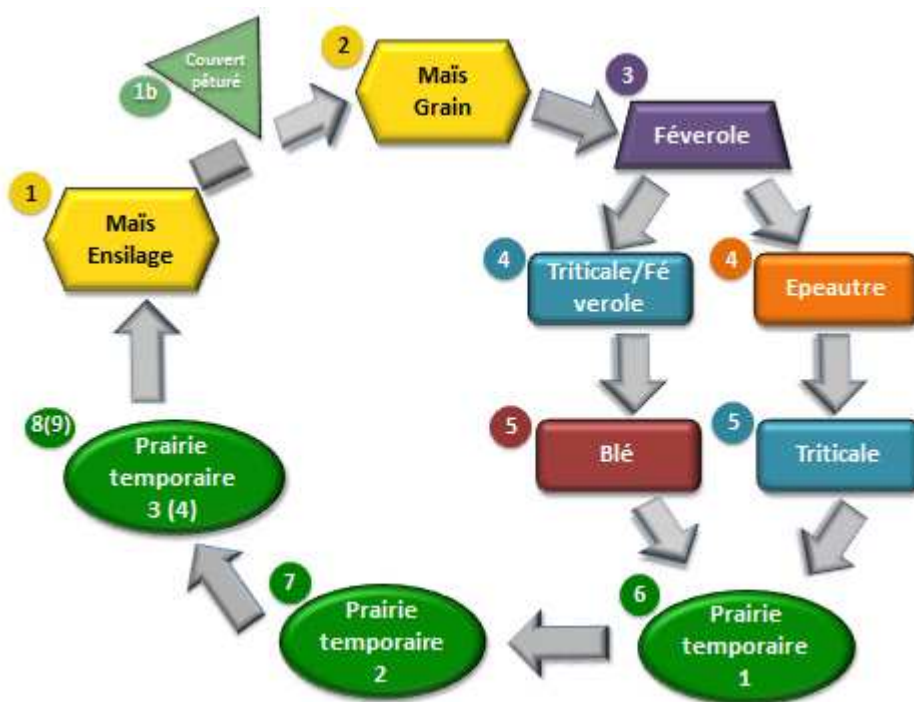 1
Maïs
Ensilage
1b
Couvert
pâturé
2
Maïs
Grain
3
Féverole
4
Triticale/Fé
verole
4
Epeautre
5
Blé
5
Triticale
6
Prairie
temporaire
1
7
Prairie
temporaire
2
8(9)
Prairie
temporaire
3 (4)